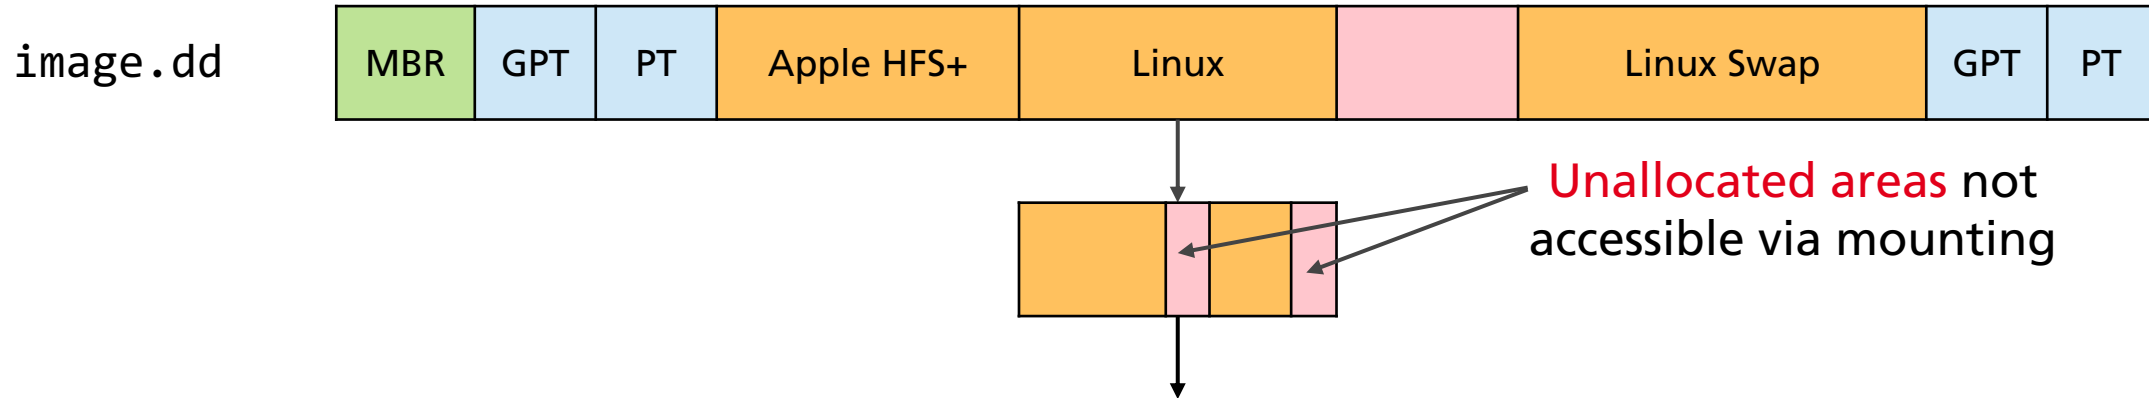 image.dd MBR GPT PT Apple HFS+ Linux Linux Swap GPT PT
Unallocated areas not
accessible via mounting